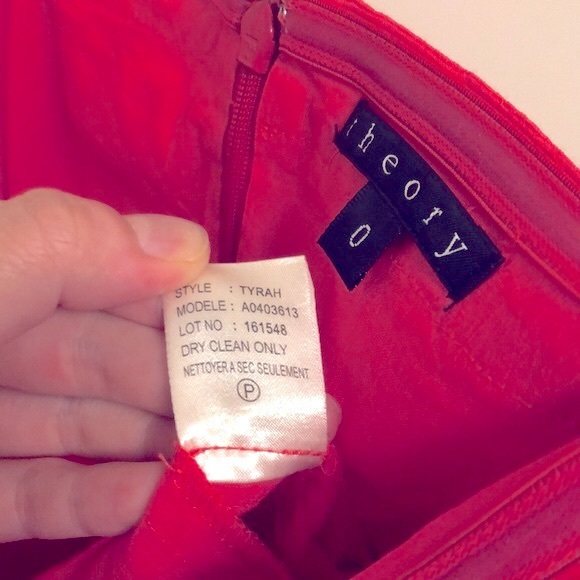 theory
0
STYLE : TYRAH
MODELE : A0403613
LOT NO : 161548
DRY CLEAN ONLY
NETTOYER A SEC SEULEMENT
P